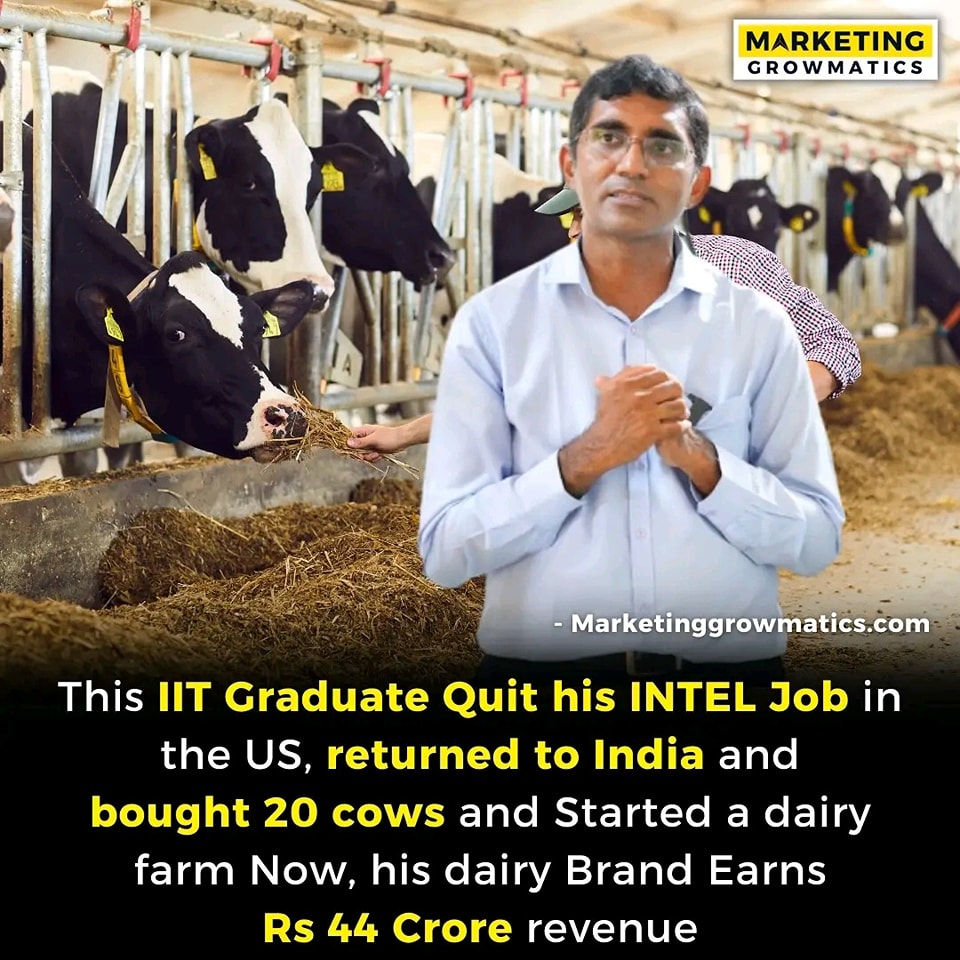 MARKETING
GROWMATICS
- Marketinggrowmatics.com
This IIT Graduate Quit his INTEL Job in
the US, returned to India and
bought 20 cows and Started a dairy
farm Now, his dairy Brand Earns
Rs 44 Crore revenue